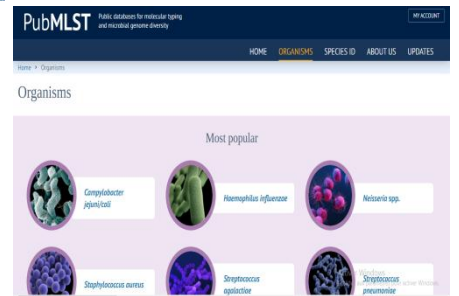 PubMLST
Public databases for molecular typing
and microbial genome diversity
MY ACCOUNT
HOME ORGANISMS SPECIES ID ABOUT US UPDATES
Home > Organisms
Organisms
Most popular
Campylobacter
jejuni/coli
Haemophilus influenzae
Neisseria spp.
Staphylococcus aureus
Streptococcus
agalactiae
Streptococcus
pneumoniae
Windows